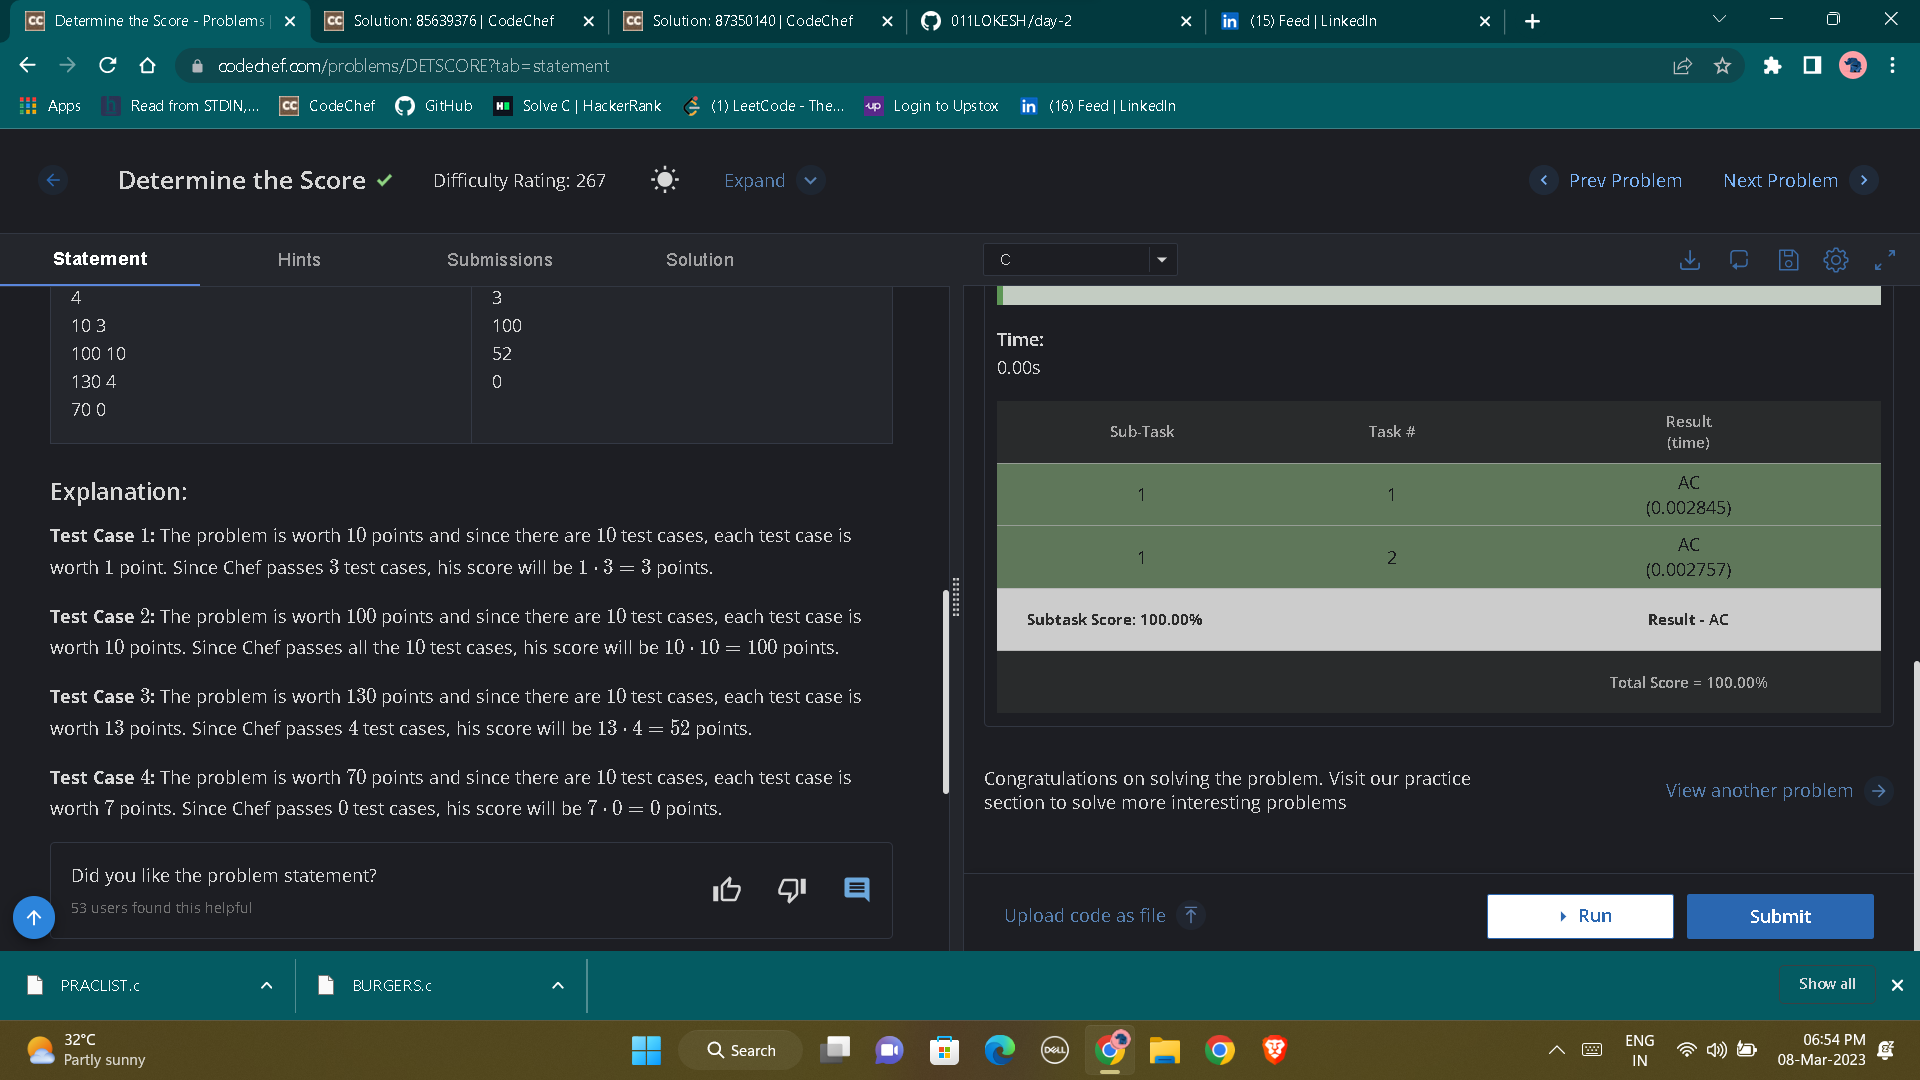 Determine the Score - Problems
Solution: 85639376 | CodeChef
Solution: 87350140 | CodeChef
011LOKESH/day-2
(15) Feed | LinkedIn
codechef.com/problems/DETSCORE?tab=statement
Apps
Read from STDIN,...
CodeChef
GitHub
Solve C | HackerRank
(1) LeetCode - The...
Login to Upstox
(16) Feed | LinkedIn
Determine the Score
Difficulty Rating: 267
Expand
Prev Problem
Next Problem
Statement
Hints
Submissions
Solution
C
4
10 3
100 10
130 4
70 0
3
100
52
0
Explanation:
Test Case 1: The problem is worth 10 points and since there are 10 test cases, each test case is
worth 1 point. Since Chef passes 3 test cases, his score will be 1 · 3 = 3 points.
Test Case 2: The problem is worth 100 points and since there are 10 test cases, each test case is
worth 10 points. Since Chef passes all the 10 test cases, his score will be 10 · 10 = 100 points.
Test Case 3: The problem is worth 130 points and since there are 10 test cases, each test case is
worth 13 points. Since Chef passes 4 test cases, his score will be 13 · 4 = 52 points.
Test Case 4: The problem is worth 70 points and since there are 10 test cases, each test case is
worth 7 points. Since Chef passes 0 test cases, his score will be 7 · 0 = 0 points.
Did you like the problem statement?
53 users found this helpful
Time:
0.00s
Sub-Task
Task #
Result
(time)
1
1
AC
(0.002845)
1
2
AC
(0.002757)
Subtask Score: 100.00%
Result - AC
Total Score = 100.00%
Congratulations on solving the problem. Visit our practice
section to solve more interesting problems
View another problem
Upload code as file
Run
Submit
PRACLIST.c
BURGERS.c
Show all
32°C
Partly sunny
Search
DELL
ENG
IN
06:54 PM
08-Mar-2023